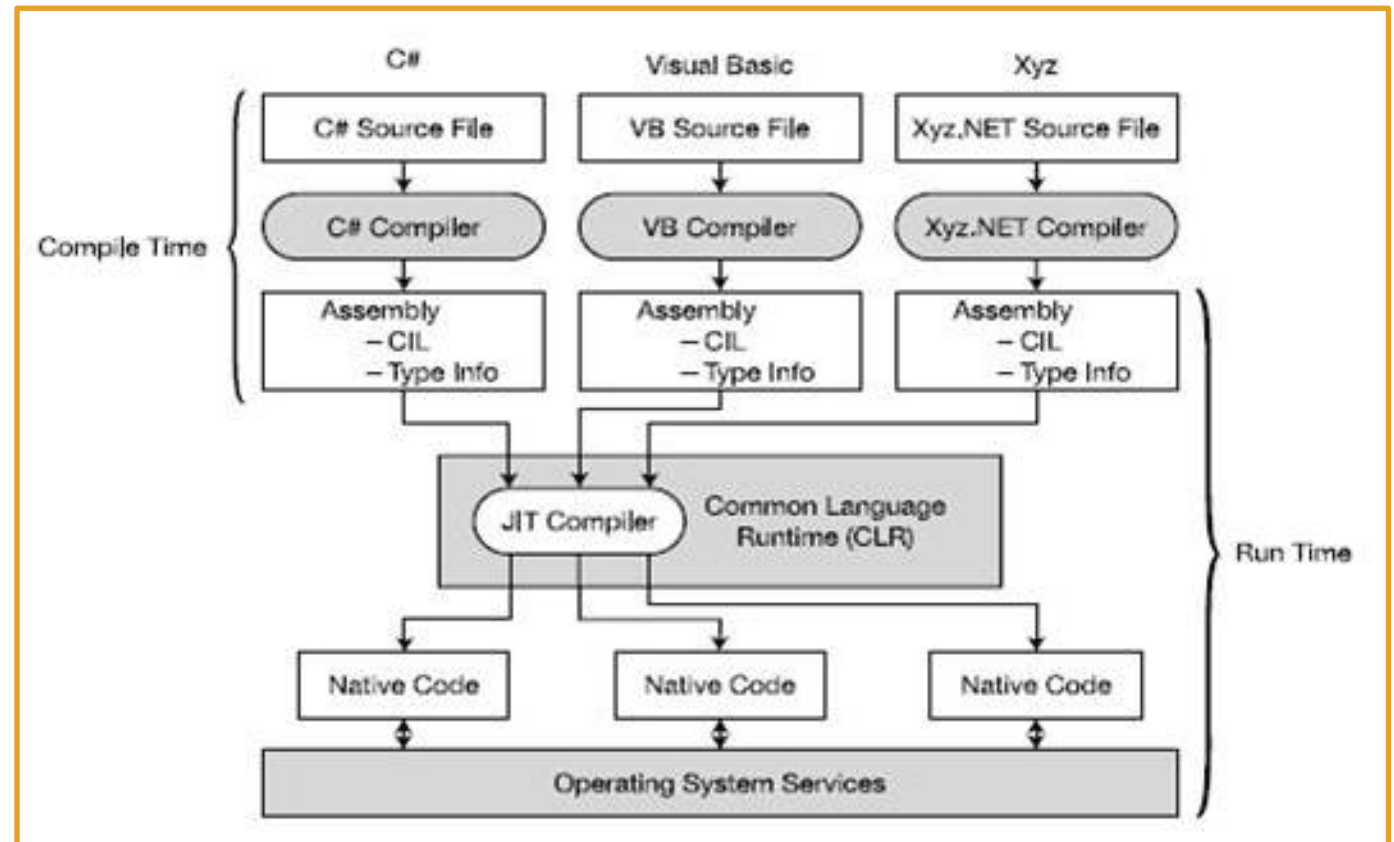 C#
Visual Basic
Xyz
C# Source File
VB Source File
Xyz.NET Source File
C# Compiler
VB Compiler
Xyz.NET Compiler
Compile Time
Assembly
– CIL
– Type Info
Assembly
– CIL
– Type Info
Assembly
– CIL
– Type Info
JIT Compiler
Common Language
Runtime (CLR)
Run Time
Native Code
Native Code
Native Code
Operating System Services